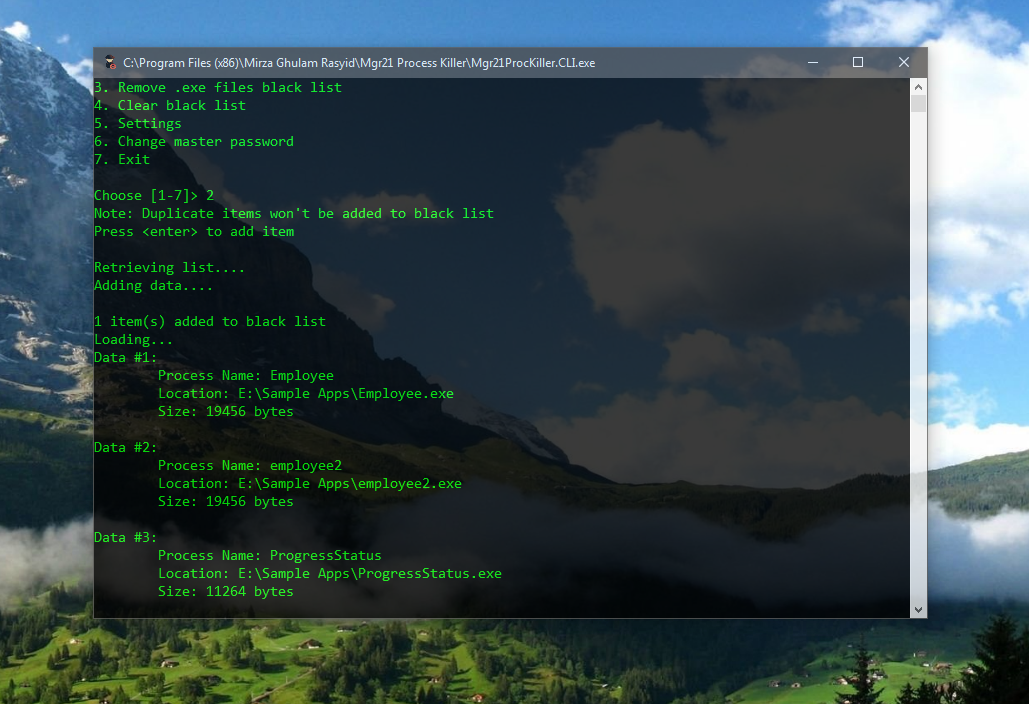 C:\Program Files (x86)\Mirza Ghulam Rasyid\Mgr21 Process Killer\Mgr21ProcKiller.CLI.exe
3. Remove .exe files black list
4. Clear black list
5. Settings
6. Change master password
7. Exit
Choose [1-7]> 2
Note: Duplicate items won't be added to black list
Press <enter> to add item
Retrieving list....
Adding data....
1 item(s) added to black list
Loading...
Data #1:
Process Name: Employee
Location: E:\Sample Apps\Employee.exe
Size: 19456 bytes
Data #2:
Process Name: employee2
Location: E:\Sample Apps\employee2.exe
Size: 19456 bytes
Data #3:
Process Name: ProgressStatus
Location: E:\Sample Apps\ProgressStatus.exe
Size: 11264 bytes